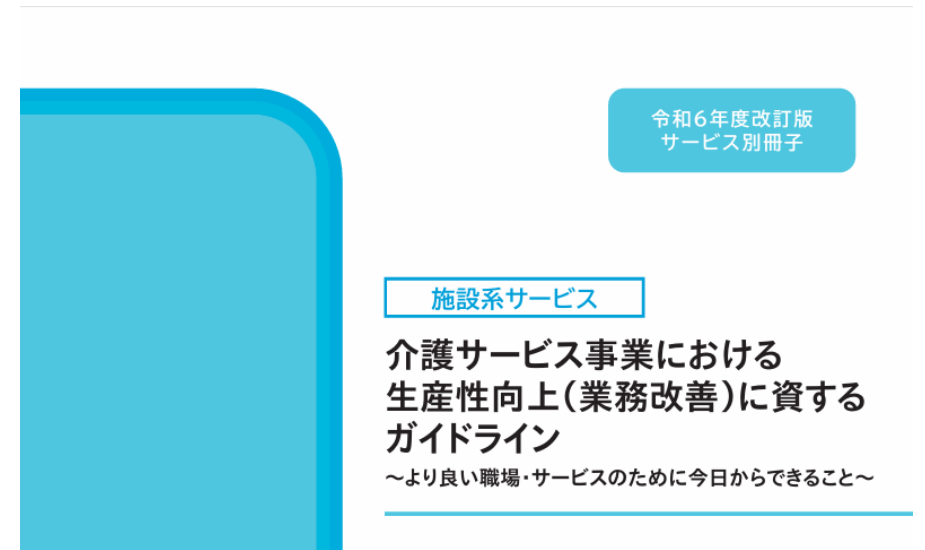 令和6年度改訂版
サービス別冊子
施設系サービス
介護サービス事業における
生産性向上(業務改善)に資する
ガイドライン
~より良い職場・サービスのために今日からできること~